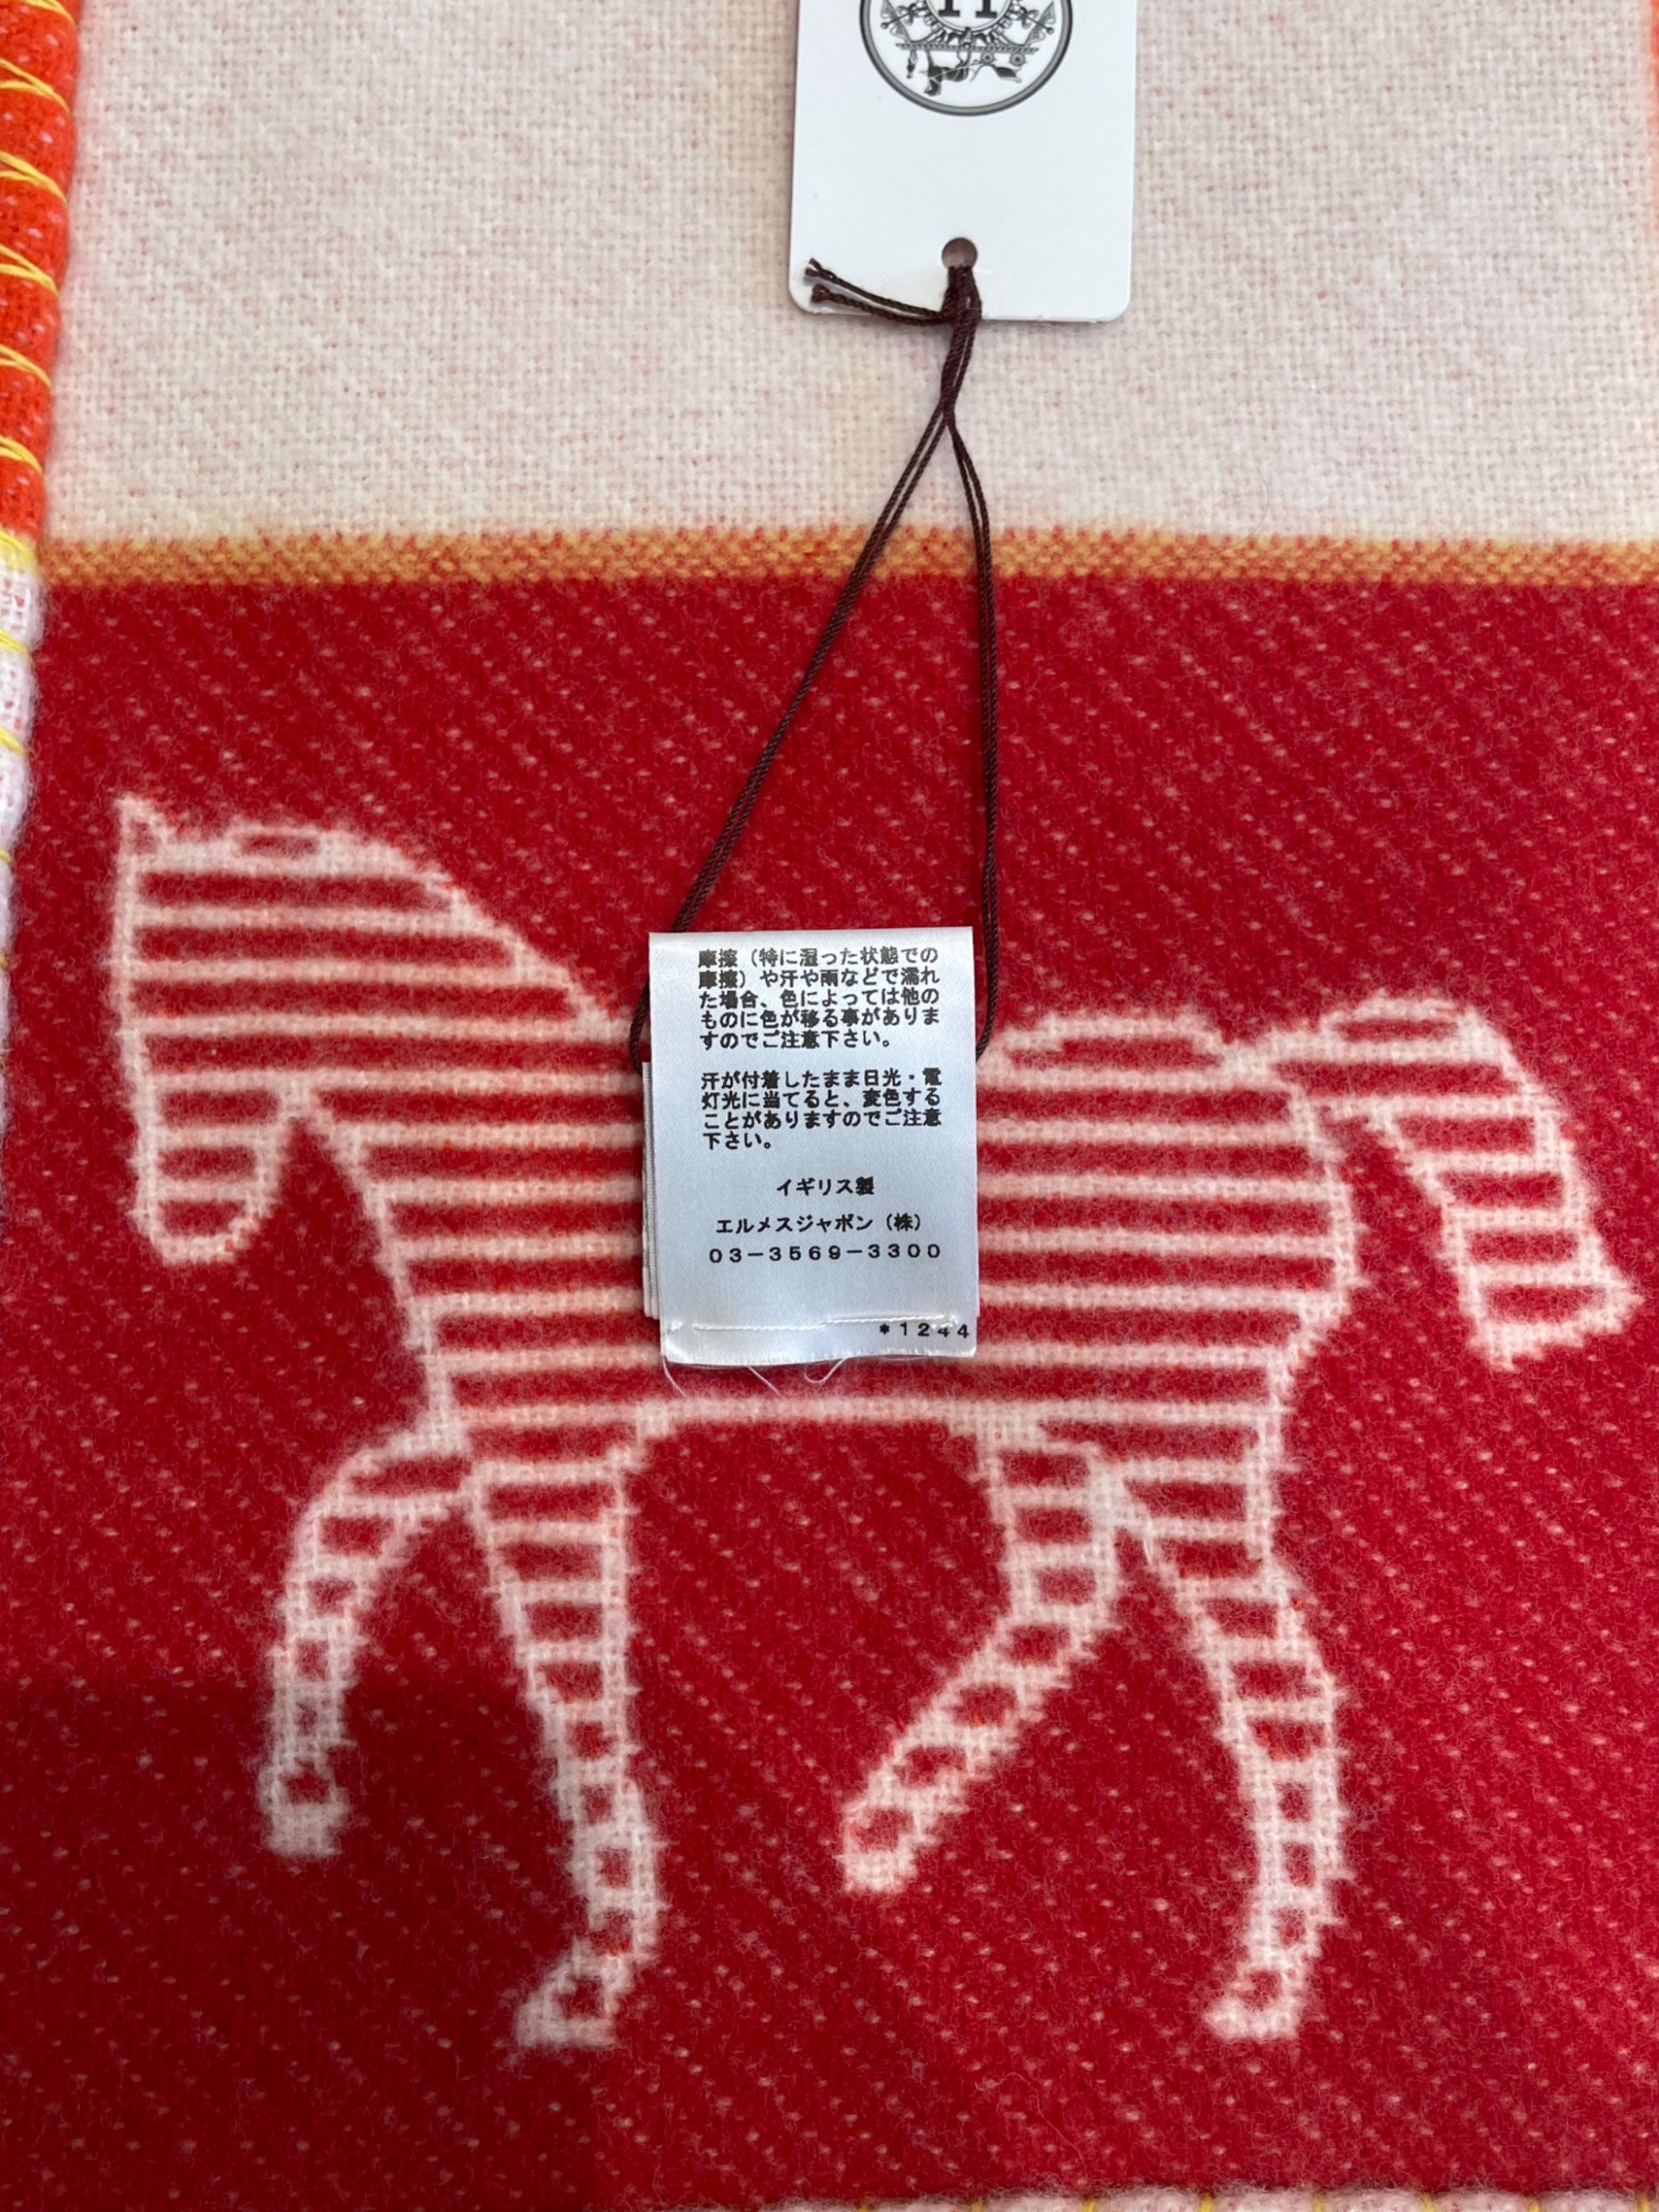 H
摩擦（特に湿った状態での
摩擦）や汗や雨などで濡れ
た場合、色によっては他の
ものに色が移る事がありま
すのでご注意下さい。
汗が付着したまま日光・電
灯光に当てると、変色する
ことがありますのでご注意
下さい。
イギリス製
エルメスジャポン（株）
03-3569-3300
*1244